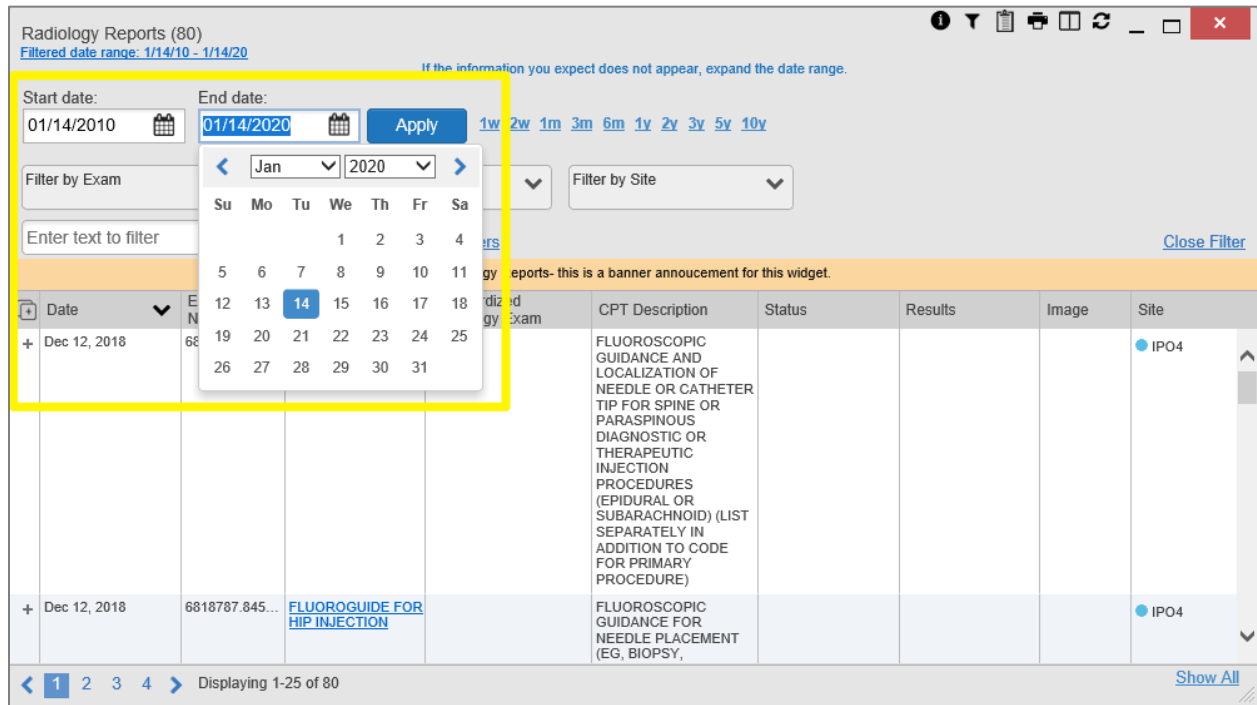 Radiology Reports (80)
Filtered date range: 1/14/10 - 1/14/20
If the information you expect does not appear, expand the date range.
Start date:
End date:
01/14/2010
01/14/2020
Apply
1w 2w 1m 3m 6m 1y 2y 3y 5y 10y
Jan 2020
Su Mo Tu We Th Fr Sa
1 2 3 4
5 6 7 8 9 10 11
12 13 14 15 16 17 18
19 20 21 22 23 24 25
26 27 28 29 30 31
Filter by Exam
Filter by Site
Enter text to filter
Close Filter
Reports- this is a banner annoucement for this widget.
Date
CPT Description
Status
Results
Image
Site
Exam
Dec 12, 2018
FLUOROSCOPIC
GUIDANCE AND
LOCALIZATION OF
NEEDLE OR CATHETER
TIP FOR SPINE OR
PARASPINOUS
DIAGNOSTIC OR
THERAPEUTIC
INJECTION
PROCEDURES
(EPIDURAL OR
SUBARACHNOID) (LIST
SEPARATELY IN
ADDITION TO CODE
FOR PRIMARY
PROCEDURE)
IPO4
Dec 12, 2018
6818787.845...
FLUOROGUIDE FOR
HIP INJECTION
FLUOROSCOPIC
GUIDANCE FOR
NEEDLE PLACEMENT
(EG, BIOPSY,
IPO4
1 2 3 4
Displaying 1-25 of 80
Show All